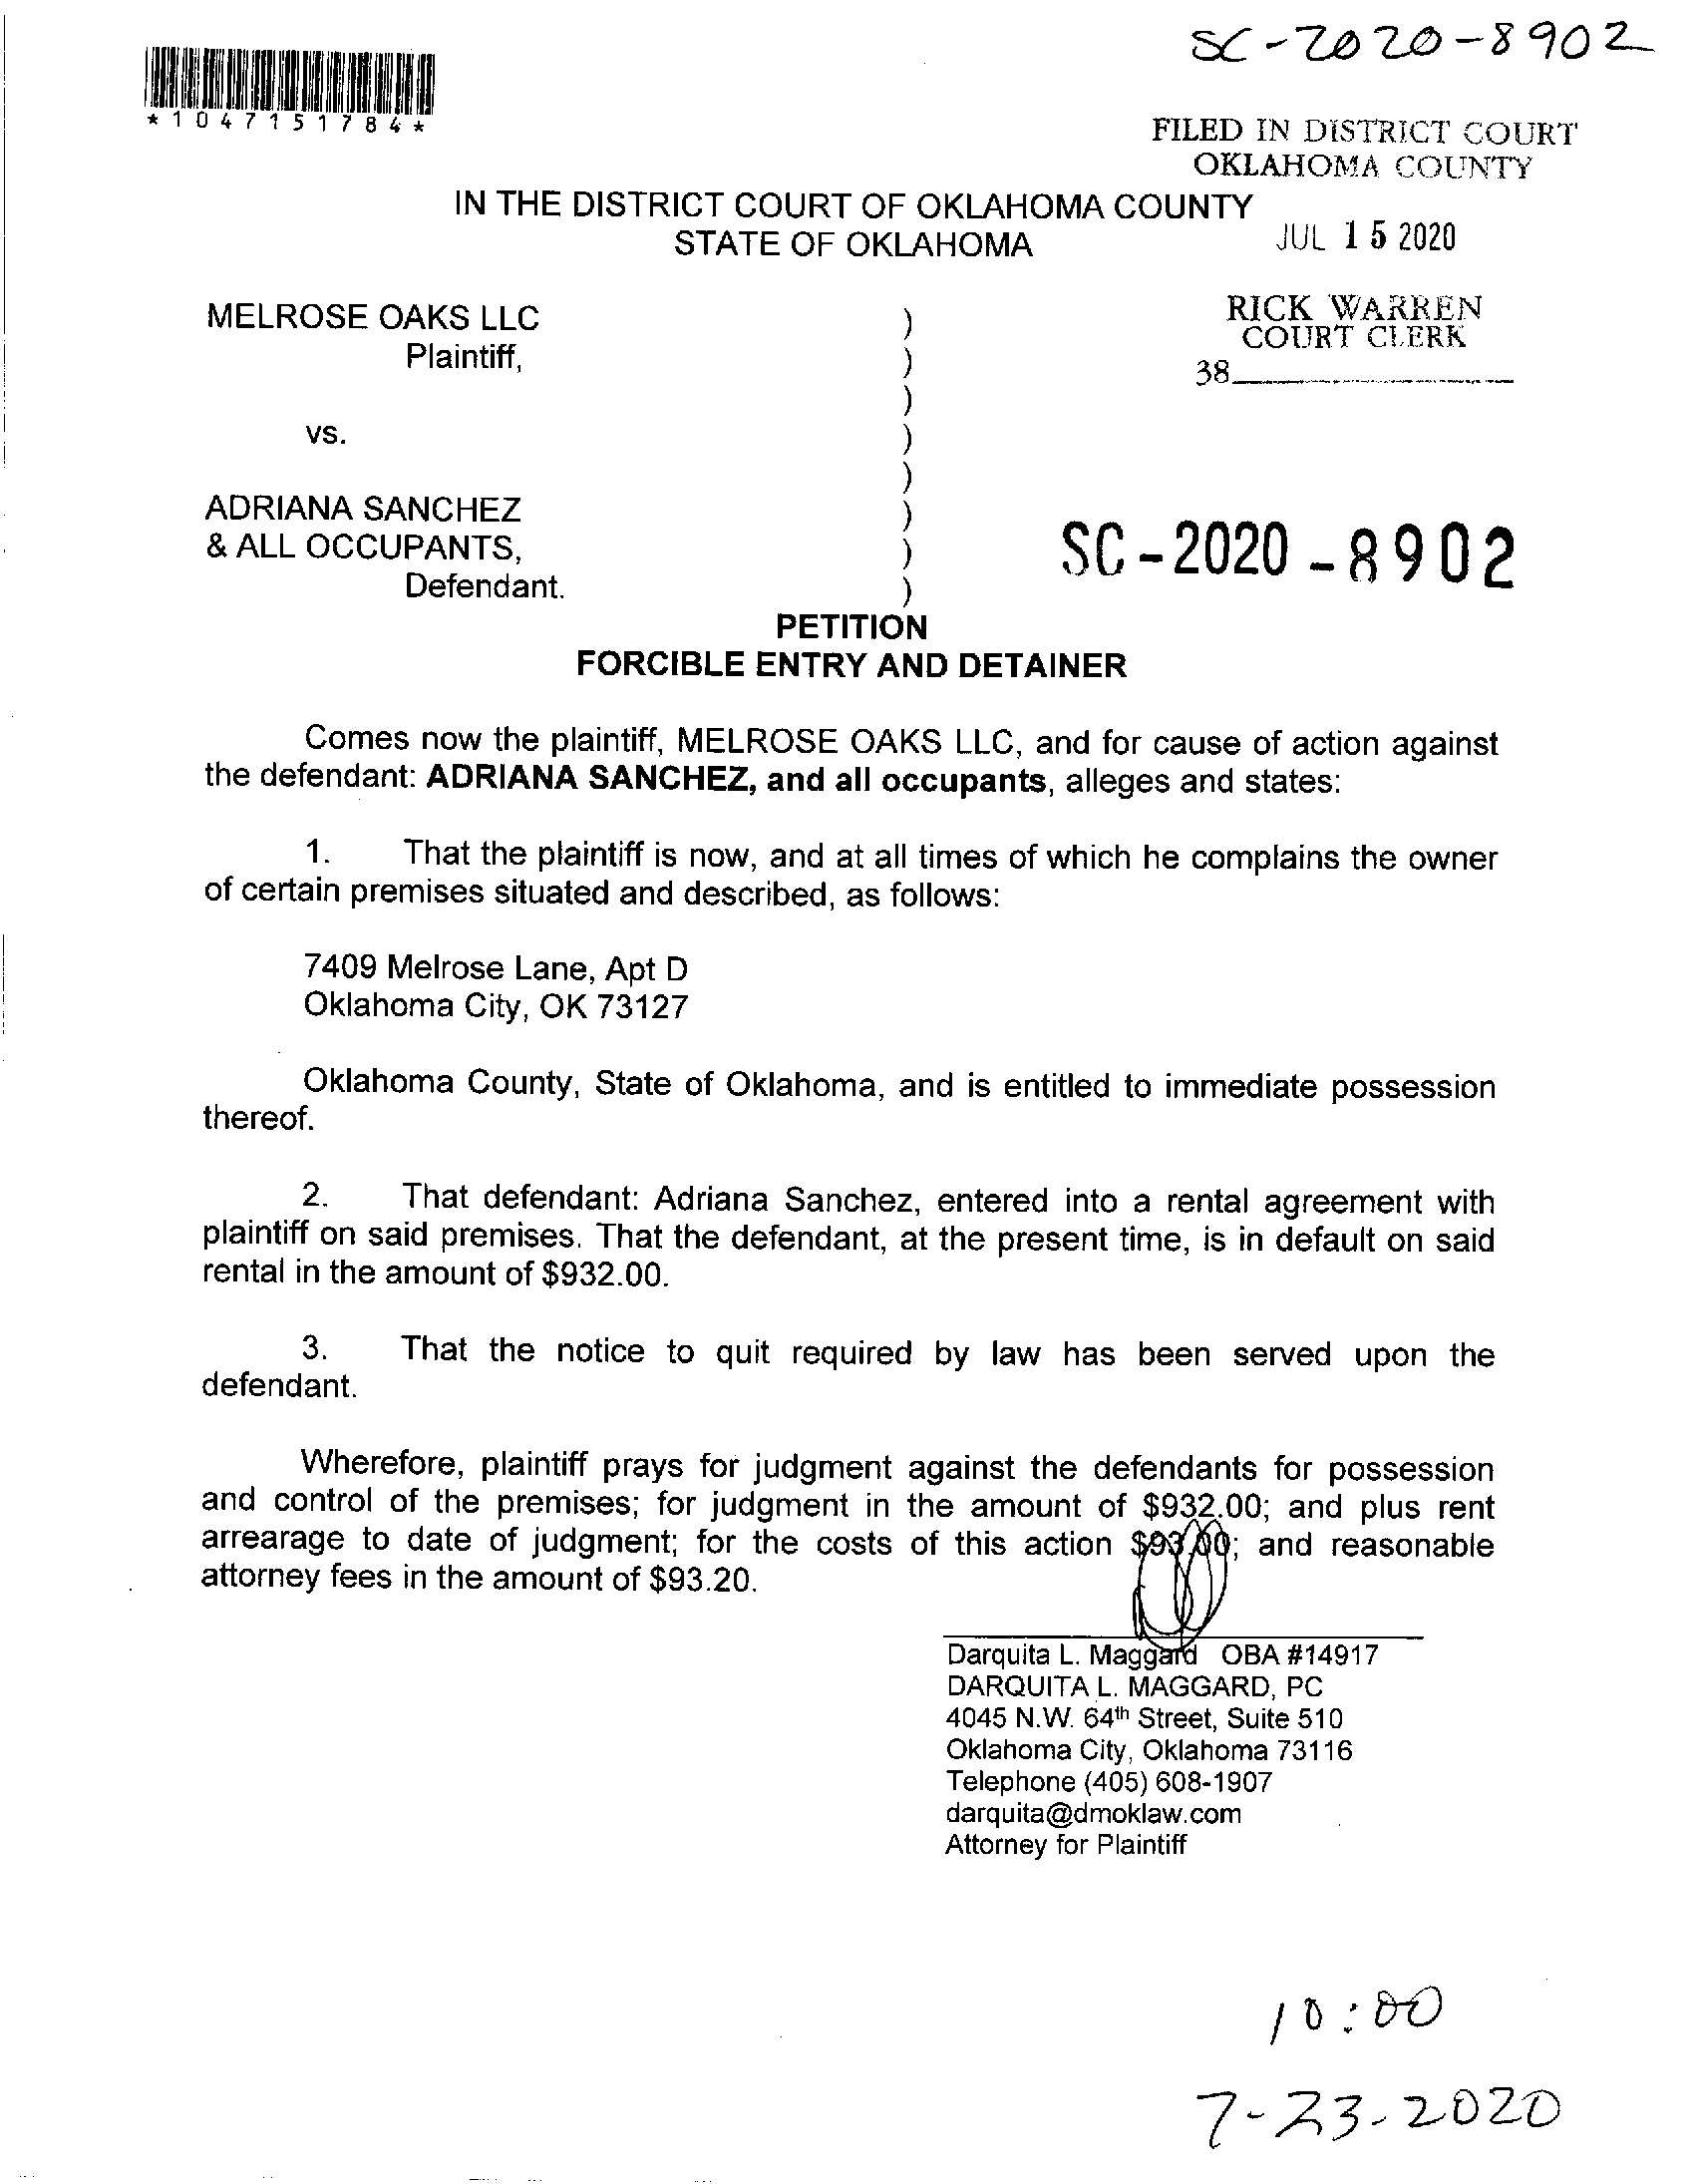 SC-2020-8902
*1047151784*
FILED IN DISTRICT COURT
OKLAHOMA COUNTY
IN THE DISTRICT COURT OF OKLAHOMA COUNTY
STATE OF OKLAHOMA
JUL 15 2020
MELROSE OAKS LLC )
Plaintiff, )
)
RICK WARREN
COURT CLERK
38
vs. )
)
ADRIANA SANCHEZ )
& ALL OCCUPANTS, )
Defendant. )
SC-2020-8902
PETITION
FORCIBLE ENTRY AND DETAINER
Comes now the plaintiff, MELROSE OAKS LLC, and for cause of action against
the defendant: ADRIANA SANCHEZ, and all occupants, alleges and states:
1. That the plaintiff is now, and at all times of which he complains the owner
of certain premises situated and described, as follows:
7409 Melrose Lane, Apt D
Oklahoma City, OK 73127
Oklahoma County, State of Oklahoma, and is entitled to immediate possession
thereof.
2. That defendant: Adriana Sanchez, entered into a rental agreement with
plaintiff on said premises. That the defendant, at the present time, is in default on said
rental in the amount of $932.00.
3. That the notice to quit required by law has been served upon the
defendant.
Wherefore, plaintiff prays for judgment against the defendants for possession
and control of the premises; for judgment in the amount of $932.00; and plus rent
arrearage to date of judgment; for the costs of this action $93.00; and reasonable
attorney fees in the amount of $93.20.
Darquita L. Maggard OBA #14917
DARQUITA L. MAGGARD, PC
4045 N.W. 64th Street, Suite 510
Oklahoma City, Oklahoma 73116
Telephone (405) 608-1907
darquita@dmoklaw.com
Attorney for Plaintiff
10:00
7-23-2020